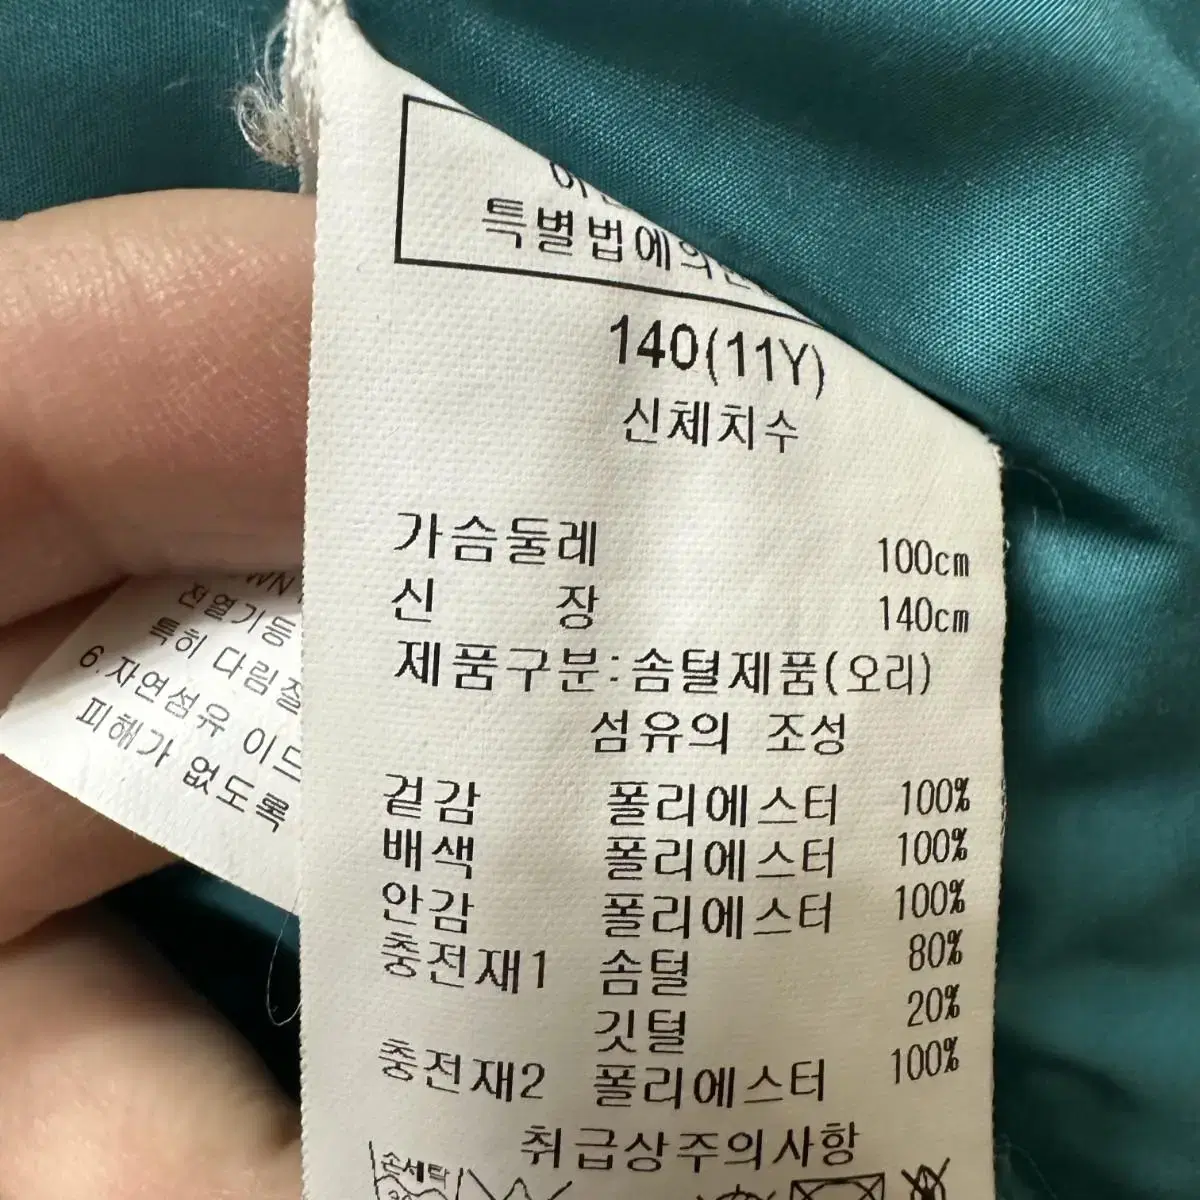 특별법에의
140(11Y)
신체치수
가슴둘레 100cm
신 장 140cm
제품구분:솜털제품(오리)
섬유의 조성
겉감 폴리에스터 100%
배색 폴리에스터 100%
안감 폴리에스터 100%
충전재1 솜털 80%
깃털 20%
충전재2 폴리에스터 100%
취급상주의사항
손세탁
전열기등
특히 다림질
6.자연섬유 이드
피해가 없도록